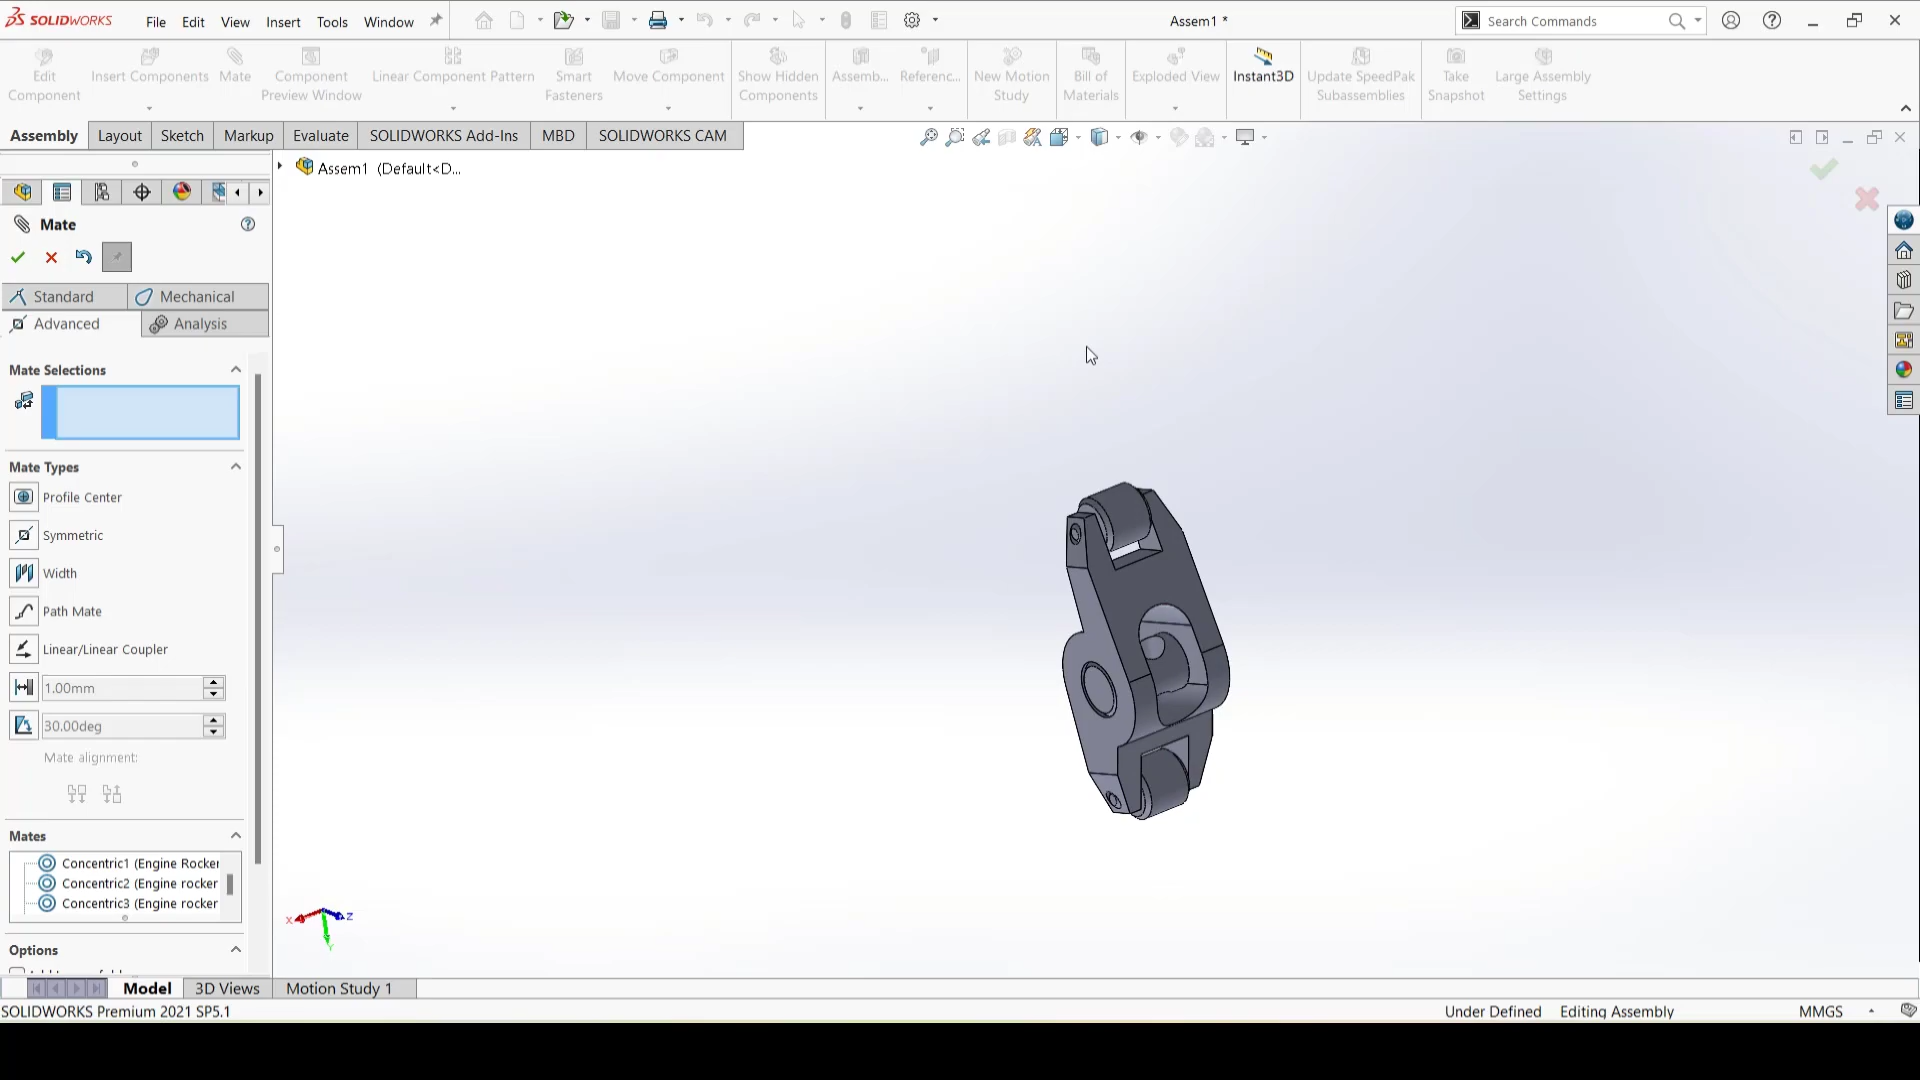 SOLIDWORKS File Edit View Insert Tools Window Assem1 * Search Commands
Edit Component Insert Components Mate Component Preview Window Linear Component Pattern Smart Fasteners Move Component Show Hidden Components Assemb... Referenc... New Motion Study Bill of Materials Exploded View Instant3D Update SpeedPak Subassemblies Take Snapshot Large Assembly Settings
Assembly Layout Sketch Markup Evaluate SOLIDWORKS Add-Ins MBD SOLIDWORKS CAM
Assem1 (Default<D...
Mate
Standard Mechanical
Advanced Analysis
Mate Selections
Mate Types
Profile Center
Symmetric
Width
Path Mate
Linear/Linear Coupler
1.00mm
30.00deg
Mate alignment:
Mates
Concentric1 (Engine Rocker
Concentric2 (Engine rocker
Concentric3 (Engine rocker
Options
X Y Z
Model 3D Views Motion Study 1
SOLIDWORKS Premium 2021 SP5.1 Under Defined Editing Assembly MMGS